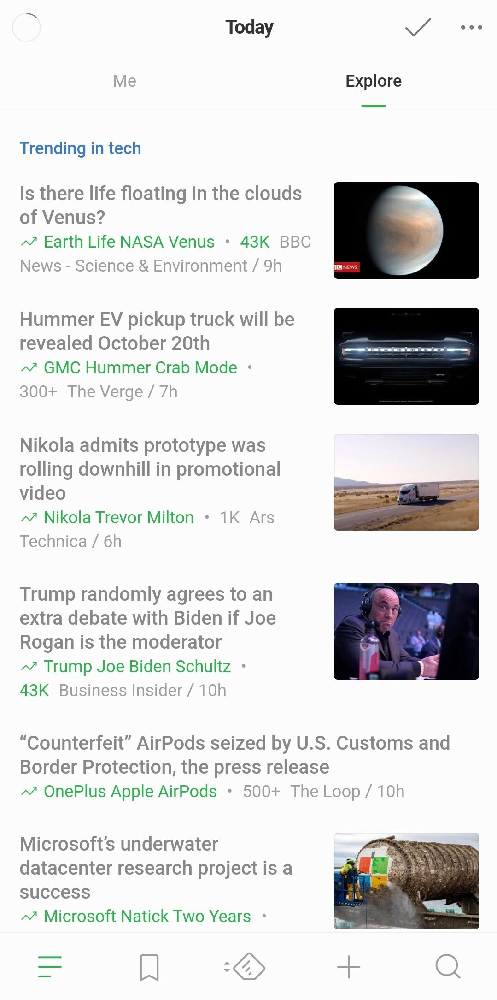 Today
Me
Explore
Trending in tech
Is there life floating in the clouds
of Venus?
Earth Life NASA Venus • 43K BBC
News - Science & Environment / 9h
NEWS
Hummer EV pickup truck will be
revealed October 20th
GMC Hummer Crab Mode •
300+ The Verge / 7h
HUMMER
Nikola admits prototype was
rolling downhill in promotional
video
Nikola Trevor Milton • 1K Ars
Technica / 6h
Trump randomly agrees to an
extra debate with Biden if Joe
Rogan is the moderator
Trump Joe Biden Schultz •
43K Business Insider / 10h
“Counterfeit” AirPods seized by U.S. Customs and
Border Protection, the press release
OnePlus Apple AirPods • 500+ The Loop / 10h
Microsoft’s underwater
datacenter research project is a
success
Microsoft Natick Two Years •